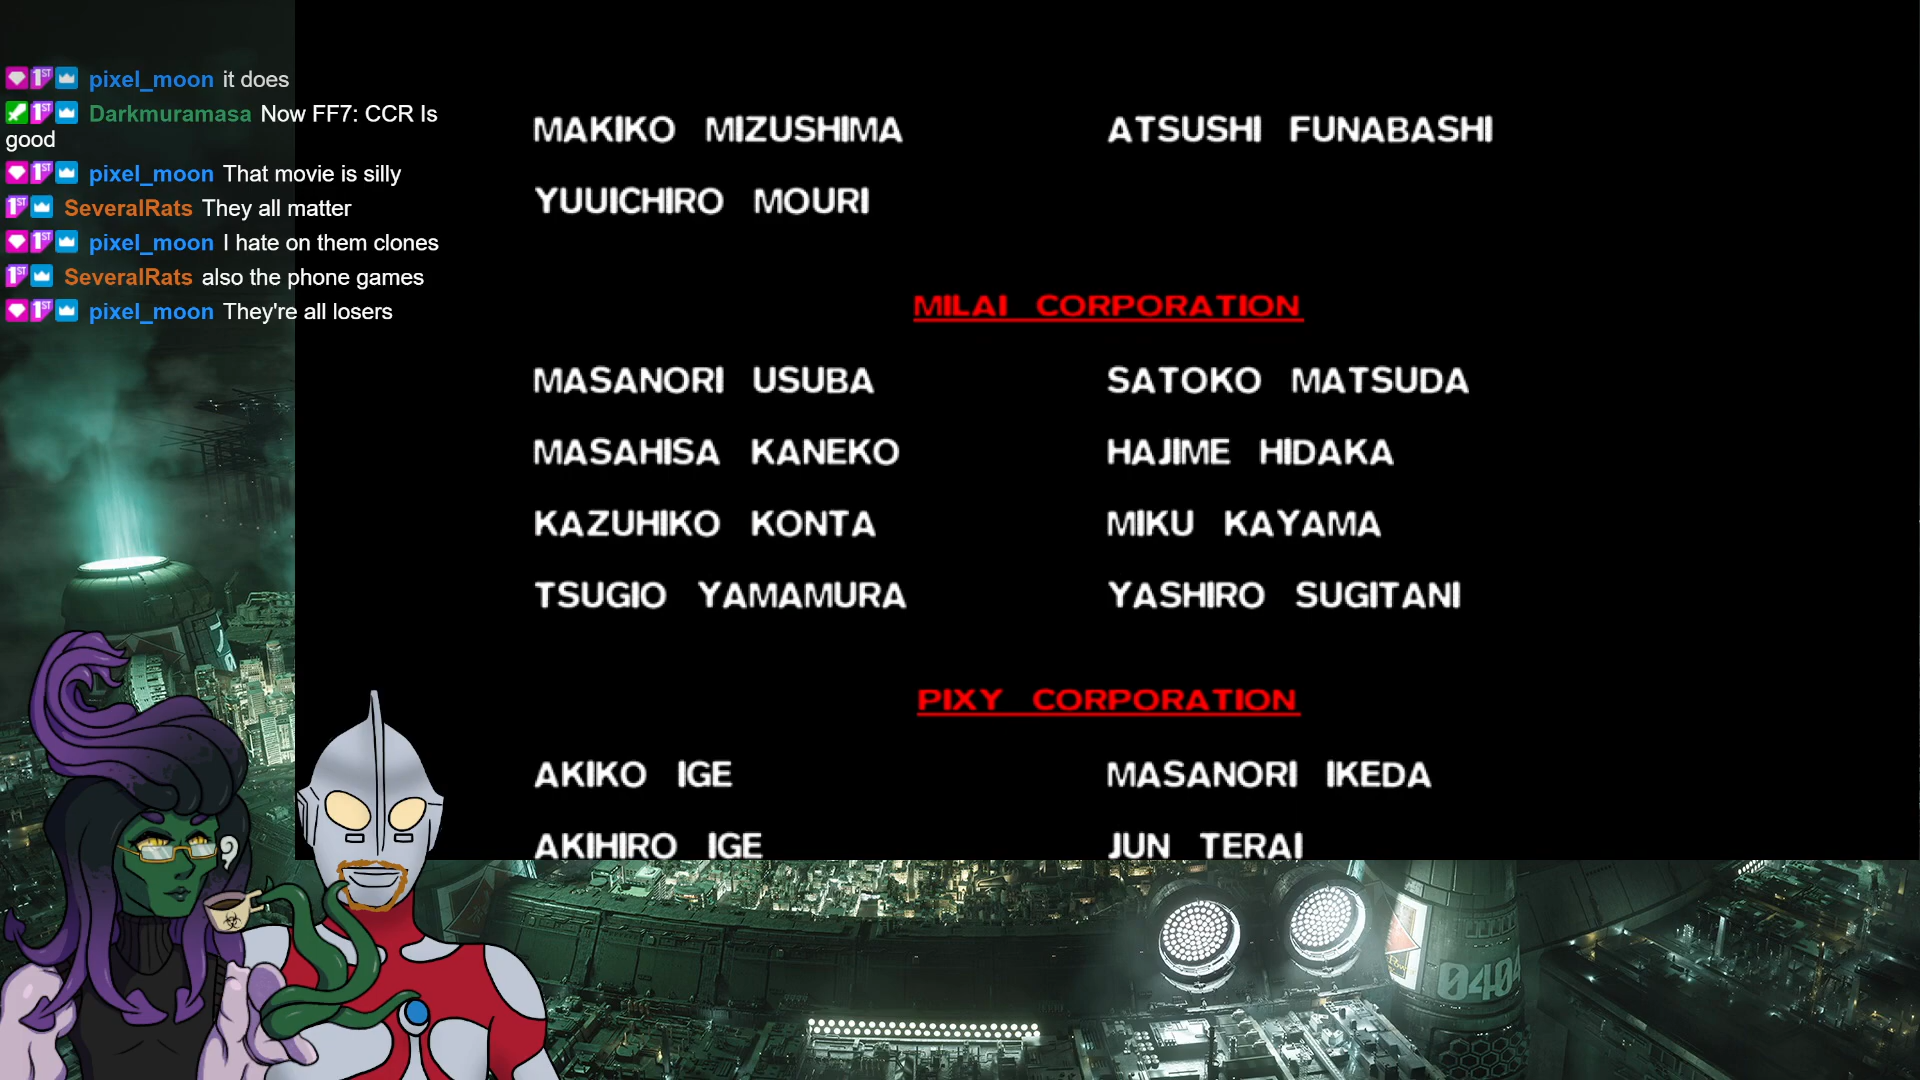 pixel_moon it does
Darkmuramasa Now FF7: CCR Is
good
pixel_moon That movie is silly
SeveralRats They all matter
pixel_moon I hate on them clones
SeveralRats also the phone games
pixel_moon They're all losers
MAKIKO MIZUSHIMA ATSUSHI FUNABASHI
YUUICHIRO MOURI
MILAI CORPORATION
MASANORI USUBA SATOKO MATSUDA
MASAHISA KANEKO HAJIME HIDAKA
KAZUHIKO KONTA MIKU KAYAMA
TSUGIO YAMAMURA YASHIRO SUGITANI
PIXY CORPORATION
AKIKO IGE MASANORI IKEDA
AKIHIRO IGE JUN TERAI
0404